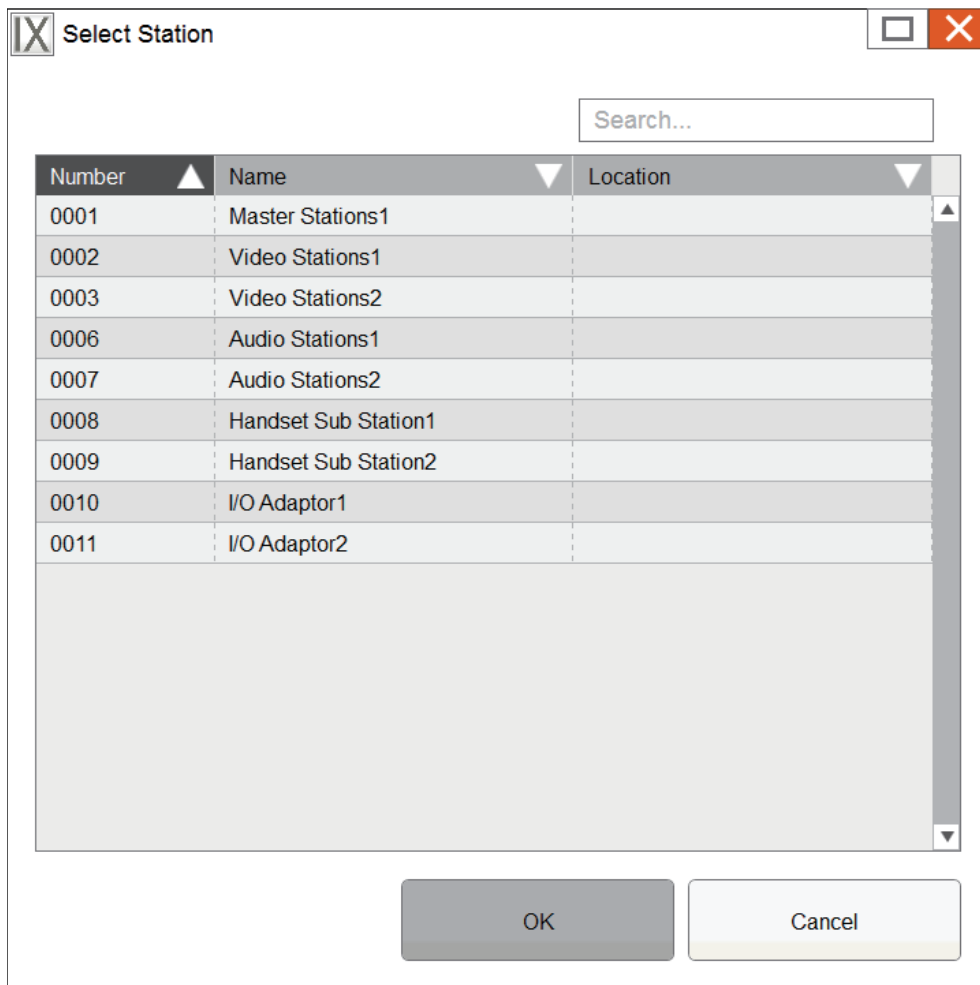 IX Select Station
Search...
Number Name Location
0001 Master Stations1
0002 Video Stations1
0003 Video Stations2
0006 Audio Stations1
0007 Audio Stations2
0008 Handset Sub Station1
0009 Handset Sub Station2
0010 I/O Adaptor1
0011 I/O Adaptor2
OK Cancel